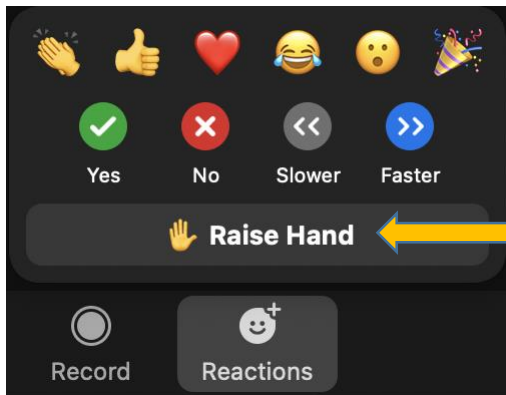 Yes No Slower Faster
Raise Hand
Record Reactions